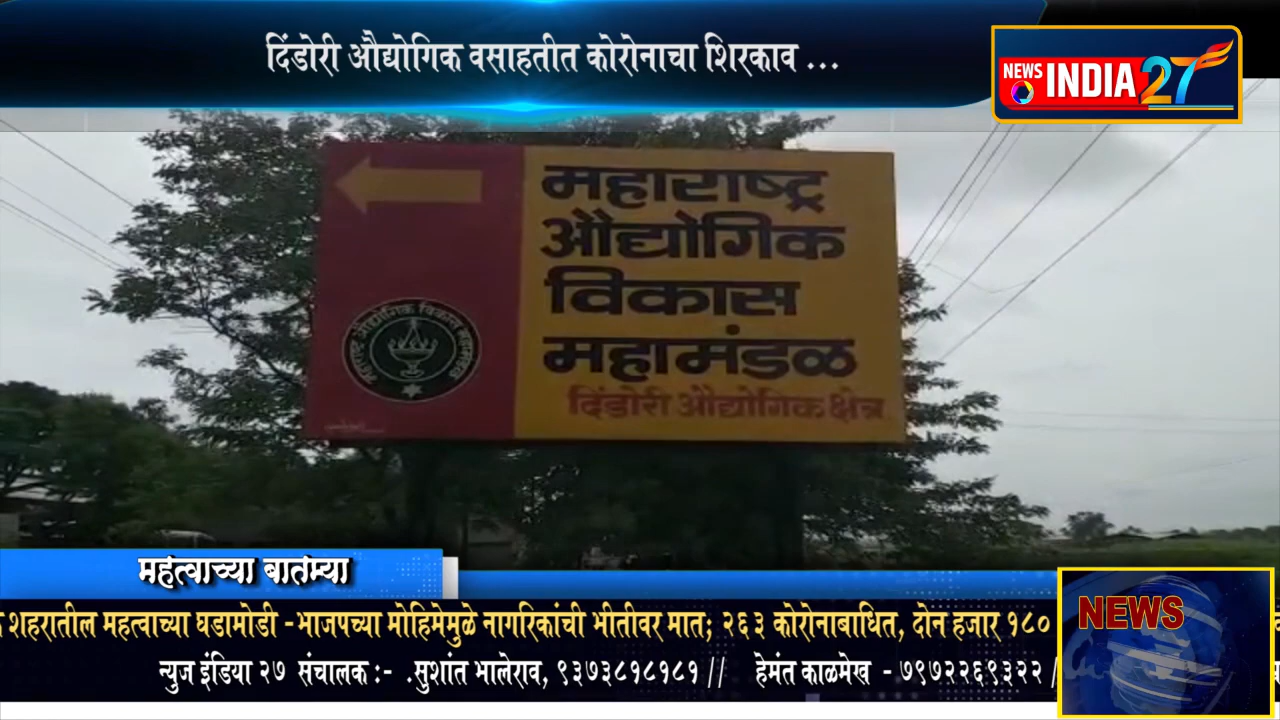 दिंडोरी औद्योगिक वसाहतीत कोरोनाचा शिरकाव ...
NEWS INDIA 27
महाराष्ट्र
औद्योगिक
विकास
महामंडळ
दिंडोरी औद्योगिक क्षेत्र
महत्वाच्या बातम्या
शहरातील महत्वाच्या घडामोडी -भाजपच्या मोहिमेमुळे नागरिकांची भीतीवर मात; २६३ कोरोनाबाधित, दोन हजार १८०
NEWS
न्युज इंडिया २७ संचालक :- .सुशांत भालेराव, ९३७३८१८१८१ // हेमंत काळमेख - ७९७२२६९३२२ /